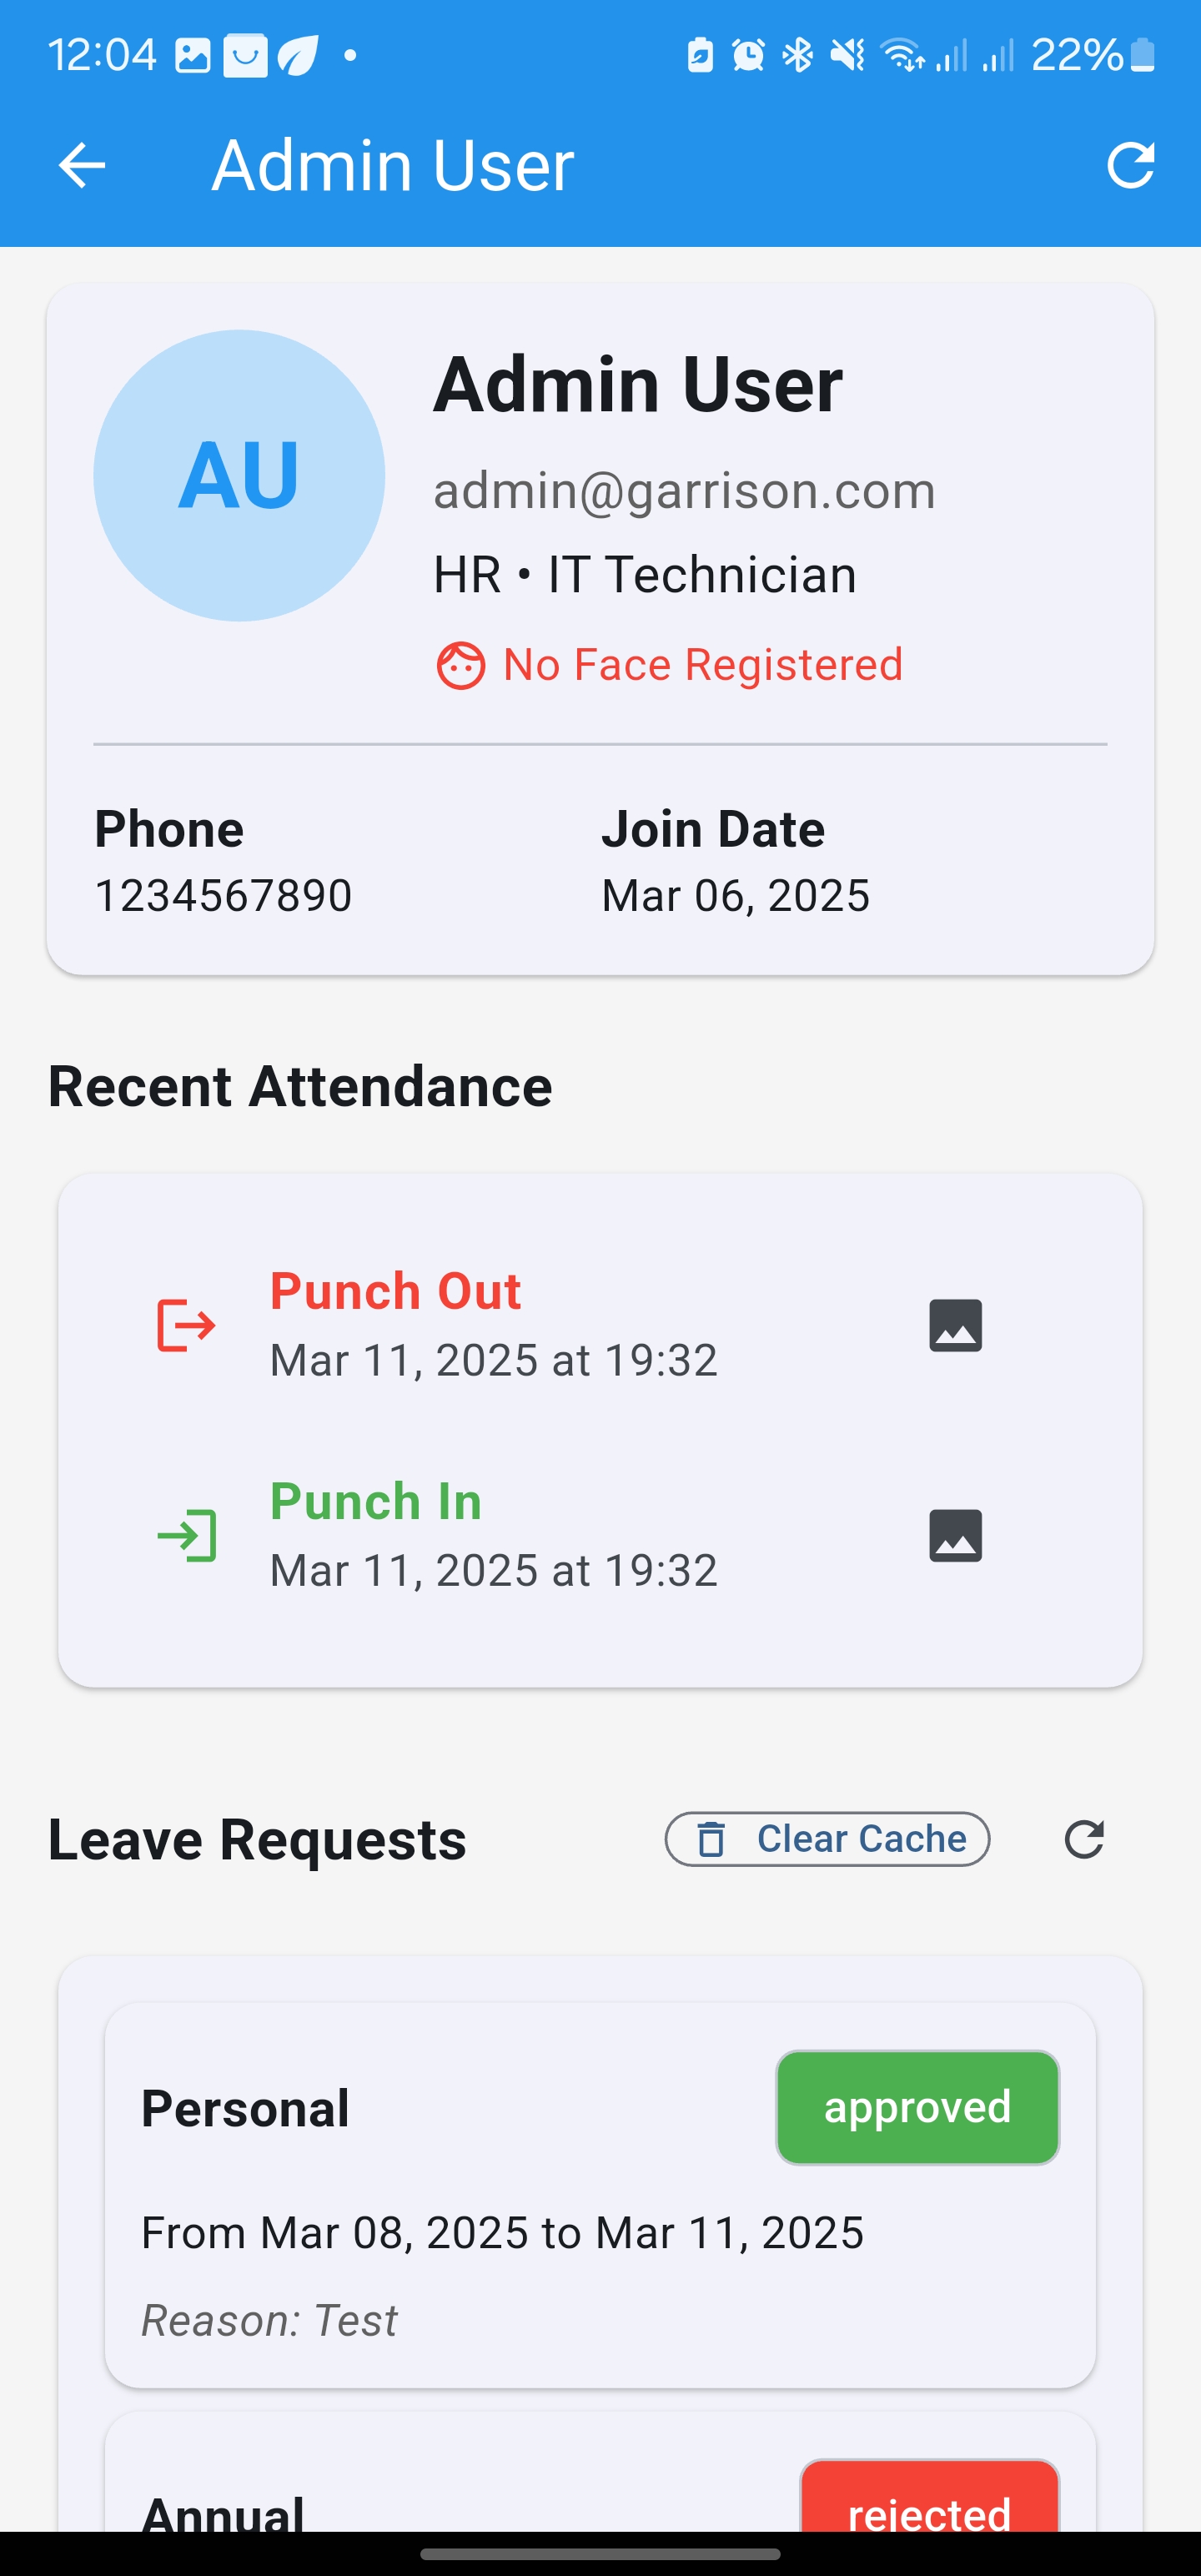 12:04 22%
Admin User
AU
Admin User
admin@garrison.com
HR • IT Technician
No Face Registered
Phone Join Date
1234567890 Mar 06, 2025
Recent Attendance
Punch Out
Mar 11, 2025 at 19:32
Punch In
Mar 11, 2025 at 19:32
Leave Requests Clear Cache
Personal approved
From Mar 08, 2025 to Mar 11, 2025
Reason: Test
Annual rejected